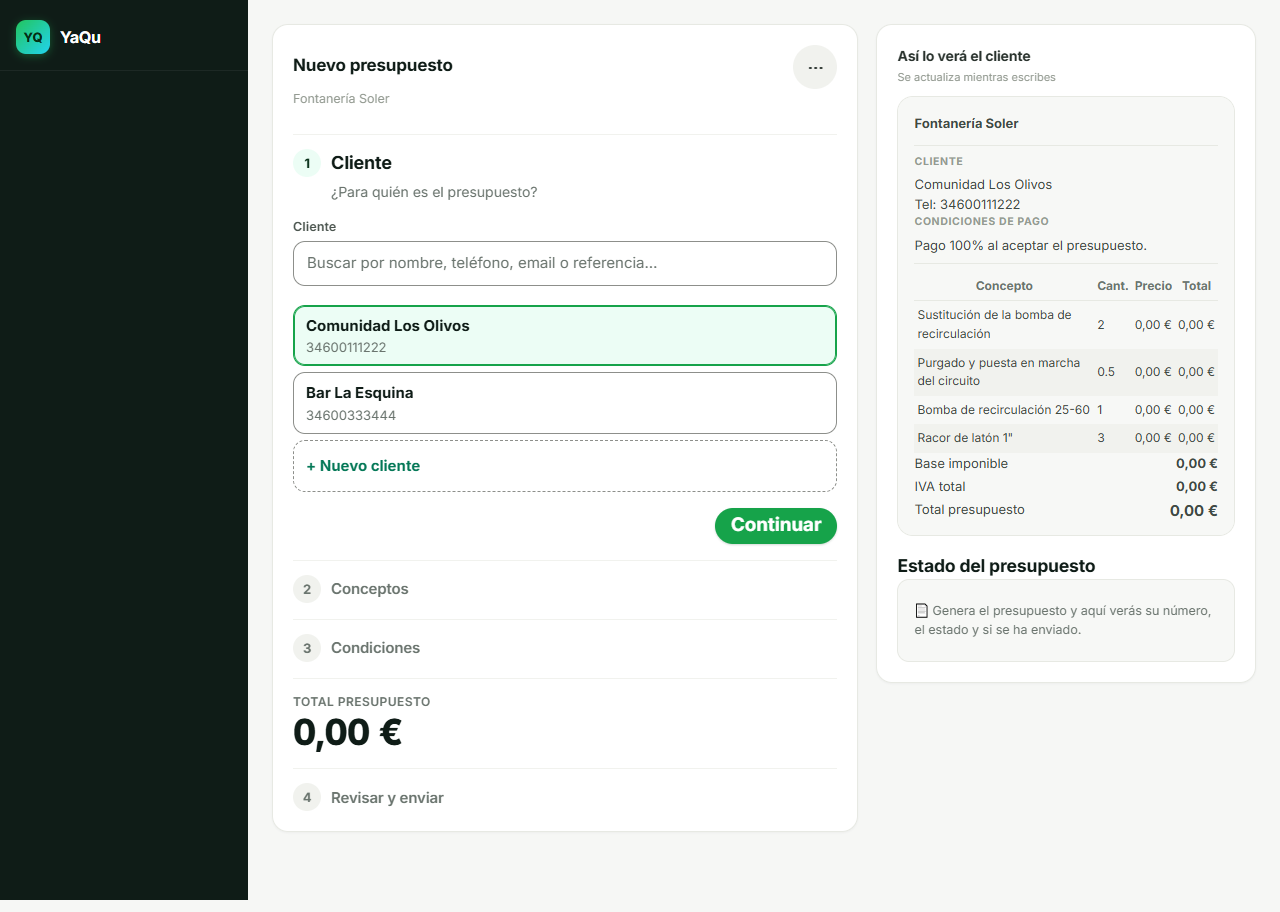 YQ YaQu
Nuevo presupuesto
...
Fontanería Soler
1 Cliente
¿Para quién es el presupuesto?
Cliente
Buscar por nombre, teléfono, email o referencia...
Comunidad Los Olivos
34600111222
Bar La Esquina
34600333444
+ Nuevo cliente
Continuar
2 Conceptos
3 Condiciones
TOTAL PRESUPUESTO
0,00 €
4 Revisar y enviar
Así lo verá el cliente
Se actualiza mientras escribes
Fontanería Soler
CLIENTE
Comunidad Los Olivos
Tel: 34600111222
CONDICIONES DE PAGO
Pago 100% al aceptar el presupuesto.
Concepto Cant. Precio Total
Sustitución de la bomba de
recirculación 2 0,00 € 0,00 €
Purgado y puesta en marcha
del circuito 0.5 0,00 € 0,00 €
Bomba de recirculación 25-60 1 0,00 € 0,00 €
Racor de latón 1" 3 0,00 € 0,00 €
Base imponible 0,00 €
IVA total 0,00 €
Total presupuesto 0,00 €
Estado del presupuesto
Genera el presupuesto y aquí verás su número,
el estado y si se ha enviado.